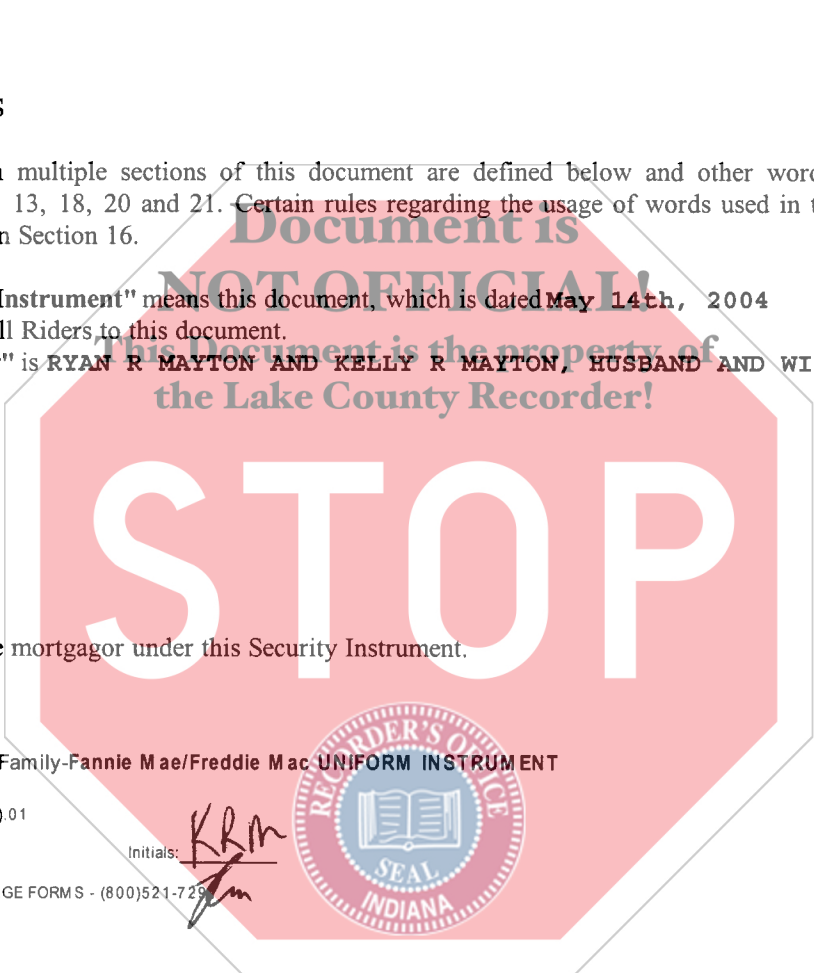 S
multiple sections of this document are defined below and other word
13, 18, 20 and 21. Certain rules regarding the usage of words used in t
n Section 16.
Document is
NOT OFFICIAL!
This Document is the property of
the Lake County Recorder!
Instrument" means this document, which is dated May 14th, 2004
ll Riders to this document.
" is RYAN R MAYTON AND KELLY R MAYTON, HUSBAND AND WI
STOP
e mortgagor under this Security Instrument.
Family-Fannie Mae/Freddie Mac UNIFORM INSTRUMENT
.01
Initials: KRM
GE FORMS - (800)521-729
RECORDER'S OFFICE
SEAL
INDIANA